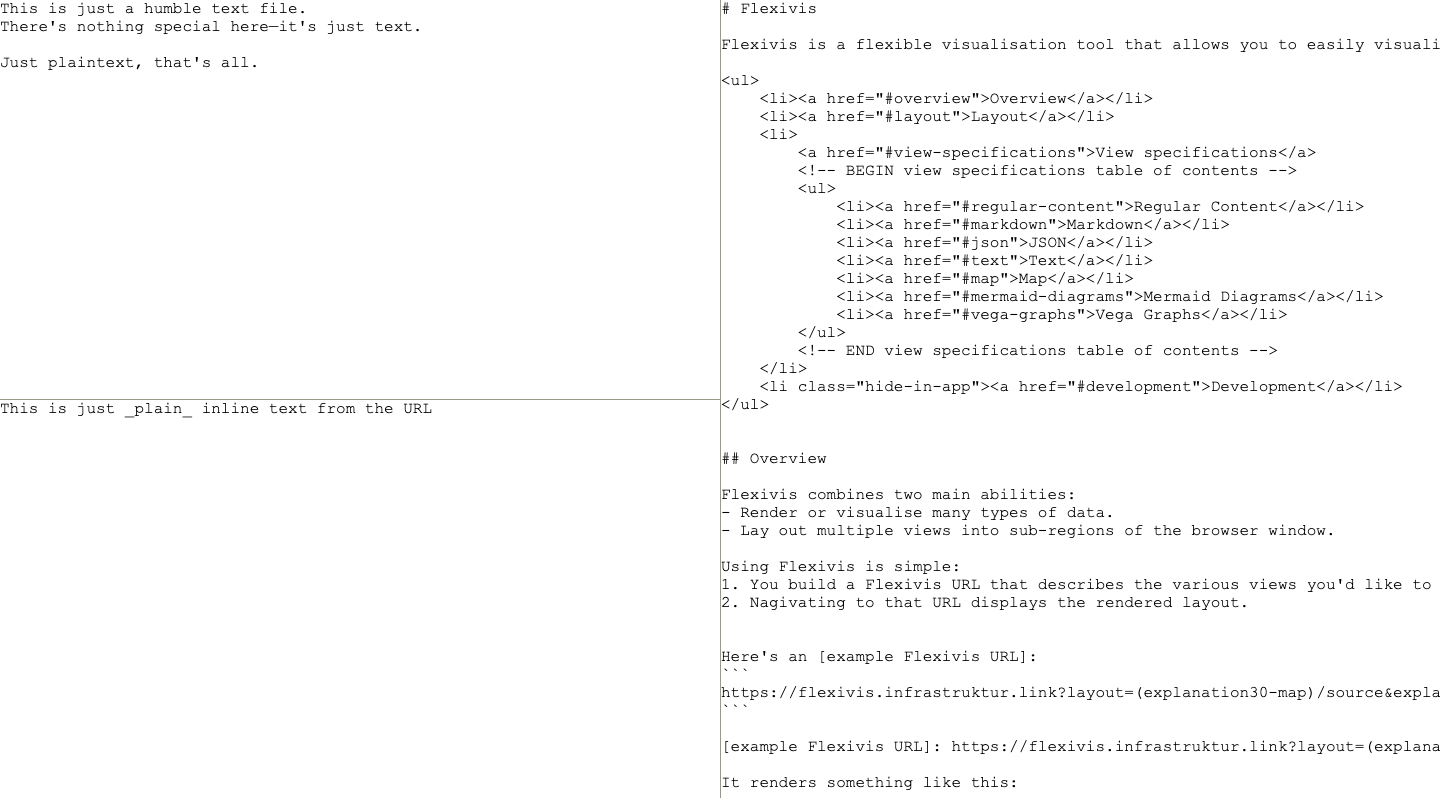 This is just a humble text file.
There's nothing special here—it's just text.

Just plaintext, that's all.

This is just _plain_ inline text from the URL

# Flexivis

Flexivis is a flexible visualisation tool that allows you to easily visuali

<ul>
    <li><a href="#overview">Overview</a></li>
    <li><a href="#layout">Layout</a></li>
    <li>
        <a href="#view-specifications">View specifications</a>
        <!-- BEGIN view specifications table of contents -->
        <ul>
            <li><a href="#regular-content">Regular Content</a></li>
            <li><a href="#markdown">Markdown</a></li>
            <li><a href="#json">JSON</a></li>
            <li><a href="#text">Text</a></li>
            <li><a href="#map">Map</a></li>
            <li><a href="#mermaid-diagrams">Mermaid Diagrams</a></li>
            <li><a href="#vega-graphs">Vega Graphs</a></li>
        </ul>
        <!-- END view specifications table of contents -->
    </li>
    <li class="hide-in-app"><a href="#development">Development</a></li>
</ul>


## Overview

Flexivis combines two main abilities:
- Render or visualise many types of data.
- Lay out multiple views into sub-regions of the browser window.

Using Flexivis is simple:
1. You build a Flexivis URL that describes the various views you'd like to
2. Nagivating to that URL displays the rendered layout.


Here's an [example Flexivis URL]:
```
https://flexivis.infrastruktur.link?layout=(explanation30-map)/source&expla
```

[example Flexivis URL]: https://flexivis.infrastruktur.link?layout=(explana

It renders something like this: